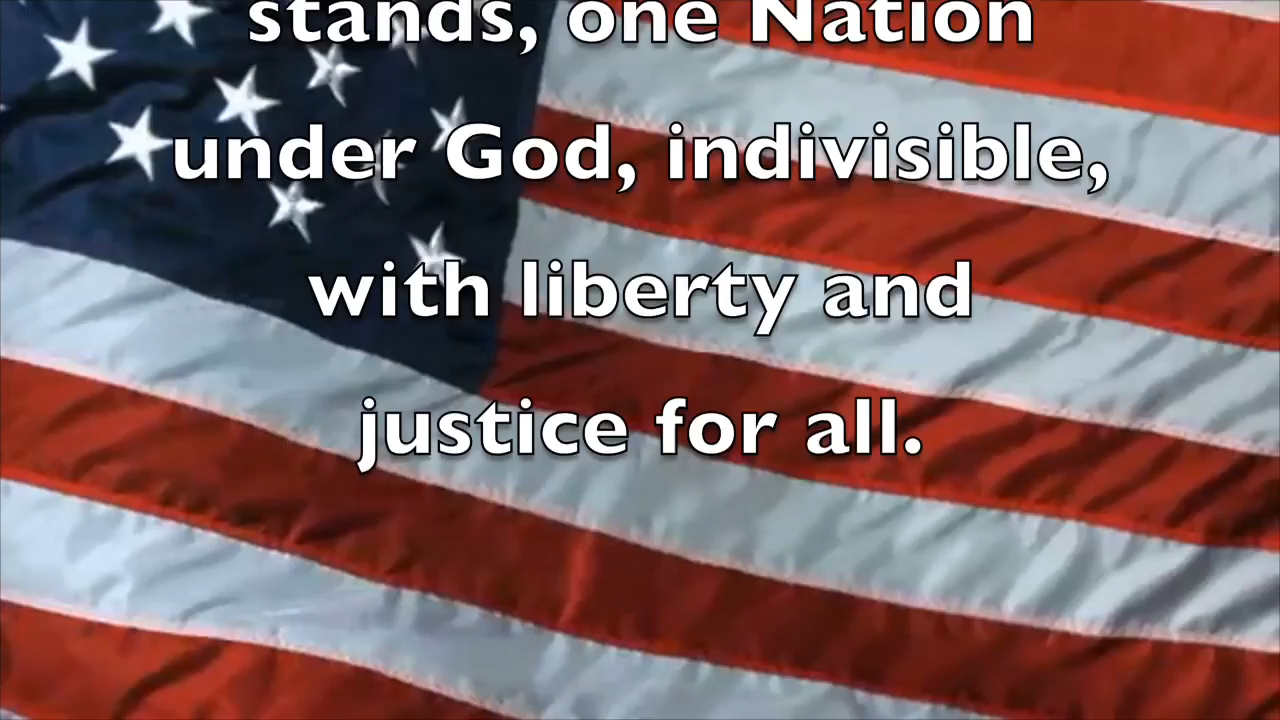 stands, one Nation
under God, indivisible,
with liberty and
justice for all.